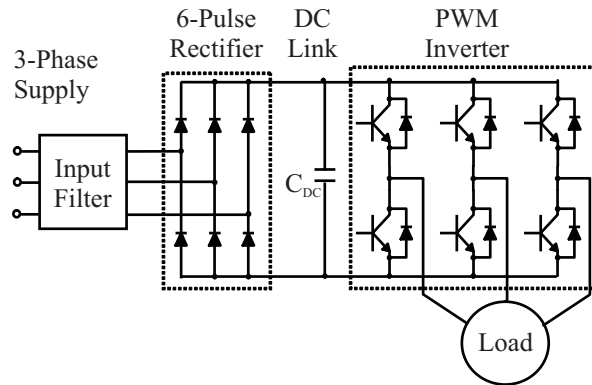 6-Pulse
Rectifier
DC
Link
PWM
Inverter
3-Phase
Supply
Input
Filter
C_DC
Load